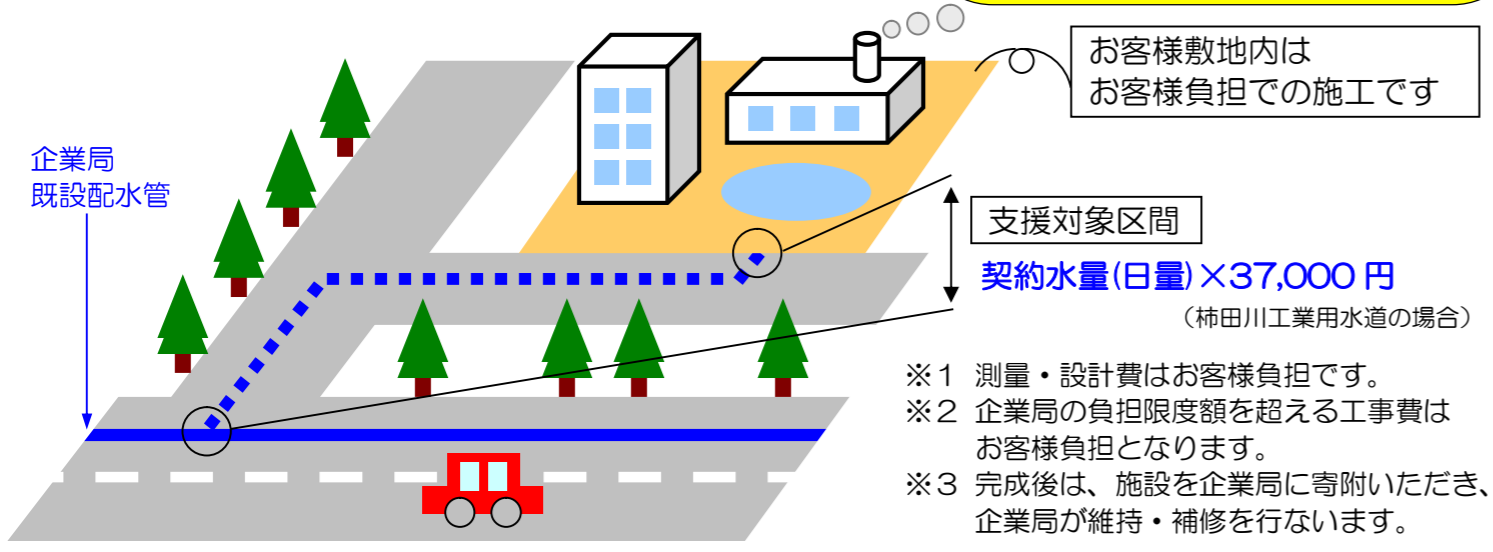 お客様敷地内は
お客様負担での施工です
企業局
既設配水管
支援対象区間
契約水量(日量)×37,000 円
（柿田川工業用水道の場合）
※1 測量・設計費はお客様負担です。
※2 企業局の負担限度額を超える工事費は
お客様負担となります。
※3 完成後は、施設を企業局に寄附いただき、
企業局が維持・補修を行ないます。